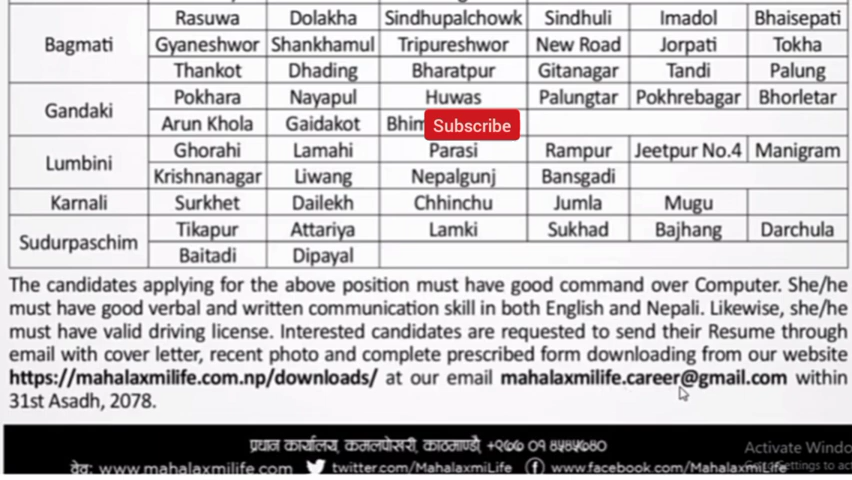 Rasuwa Dolakha Sindhupalchowk Sindhuli Imadol Bhaisepati
Bagmati Gyaneshwor Shankhamul Tripureshwor New Road Jorpati Tokha
Thankot Dhading Bharatpur Gitanagar Tandi Palung
Gandaki Pokhara Nayapul Huwas Palungtar Pokhrebagar Bhorletar
Arun Khola Gaidakot
Subscribe
Lumbini Ghorahi Lamahi Parasi Rampur Jeetpur No.4 Manigram
Krishnanagar Liwang Nepalgunj Bansgadi
Karnali Surkhet Dailekh Chhinchu Jumla Mugu
Sudurpaschim Tikapur Attariya Lamki Sukhad Bajhang Darchula
Baitadi Dipayal
The candidates applying for the above position must have good command over Computer. She/he
must have good verbal and written communication skill in both English and Nepali. Likewise, she/he
must have valid driving license. Interested candidates are requested to send their Resume through
email with cover letter, recent photo and complete prescribed form downloading from our website
https://mahalaxmilife.com.np/downloads/ at our email mahalaxmilife.career@gmail.com within
31st Asadh, 2078.
प्रधान कार्यालय, कमलपोखरी, काठमाण्डौ,
Activate Windo
वेव: www.mahalaxmilife.com twitter.com/MahalaxmiLife www.facebook.com/MahalaxmiLife